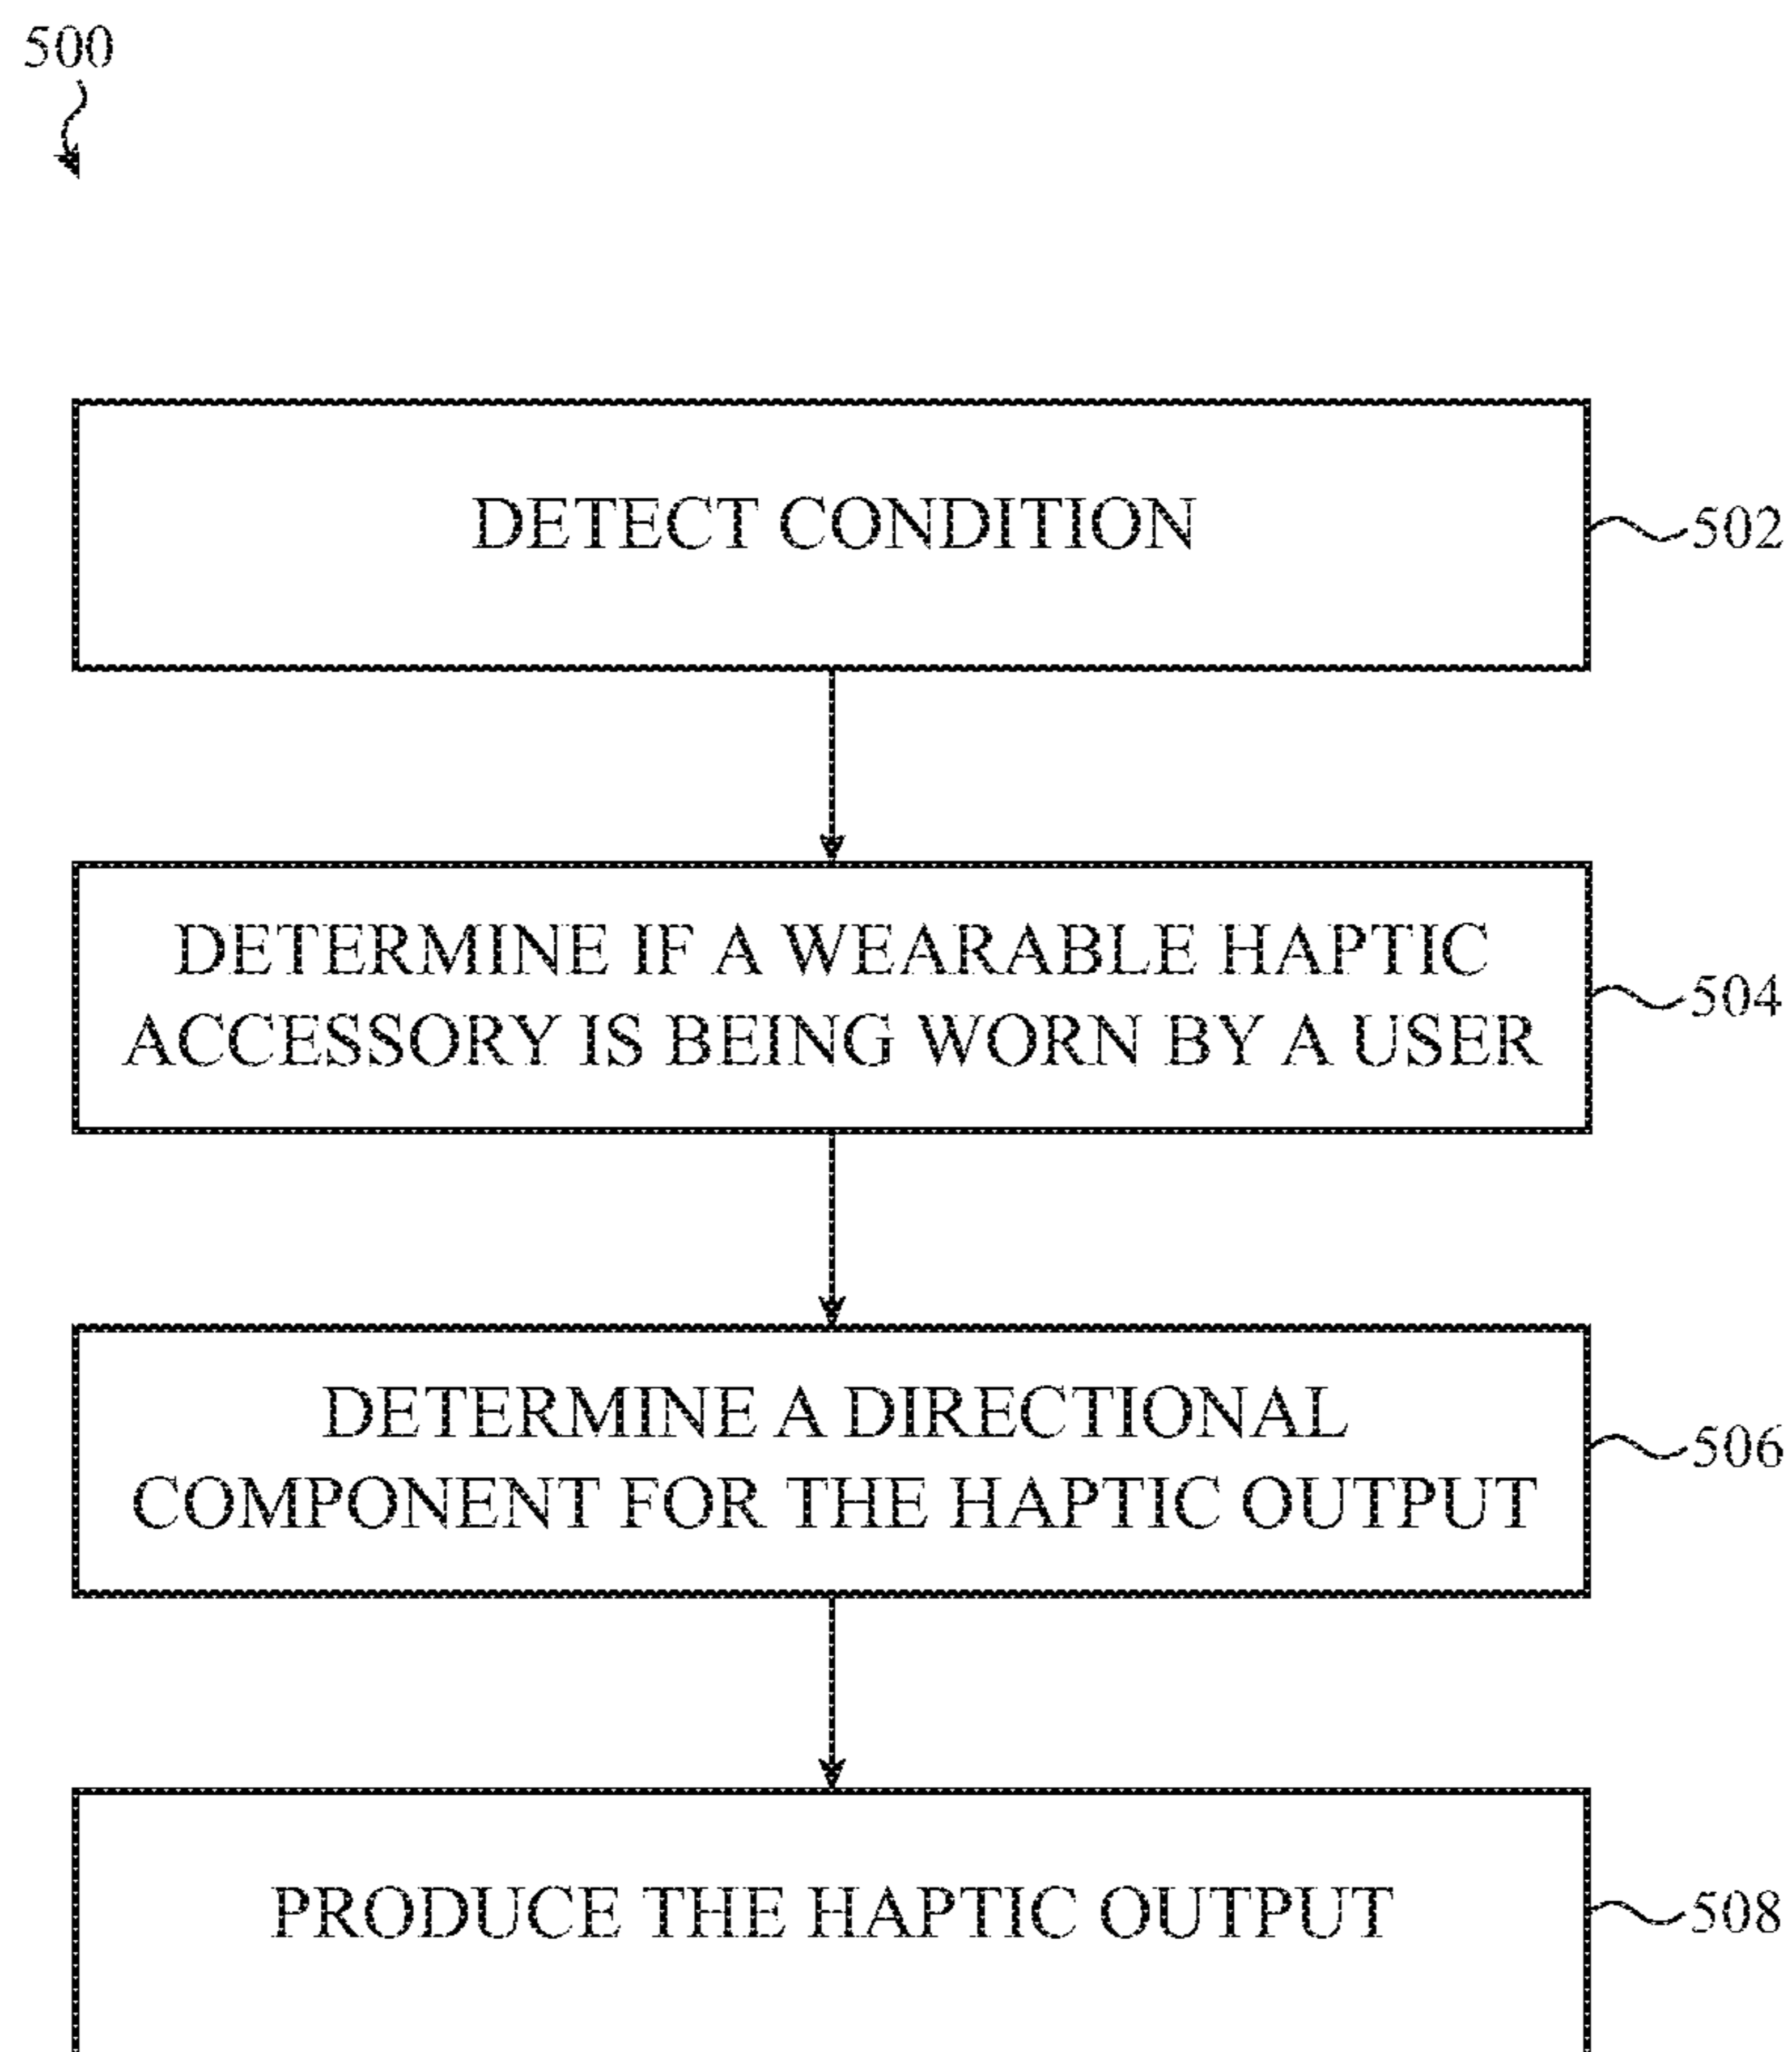 500
DETECT CONDITION
502
DETERMINE IF A WEARABLE HAPTIC
ACCESSORY IS BEING WORN BY A USER
504
DETERMINE A DIRECTIONAL
COMPONENT FOR THE HAPTIC OUTPUT
506
PRODUCE THE HAPTIC OUTPUT
508